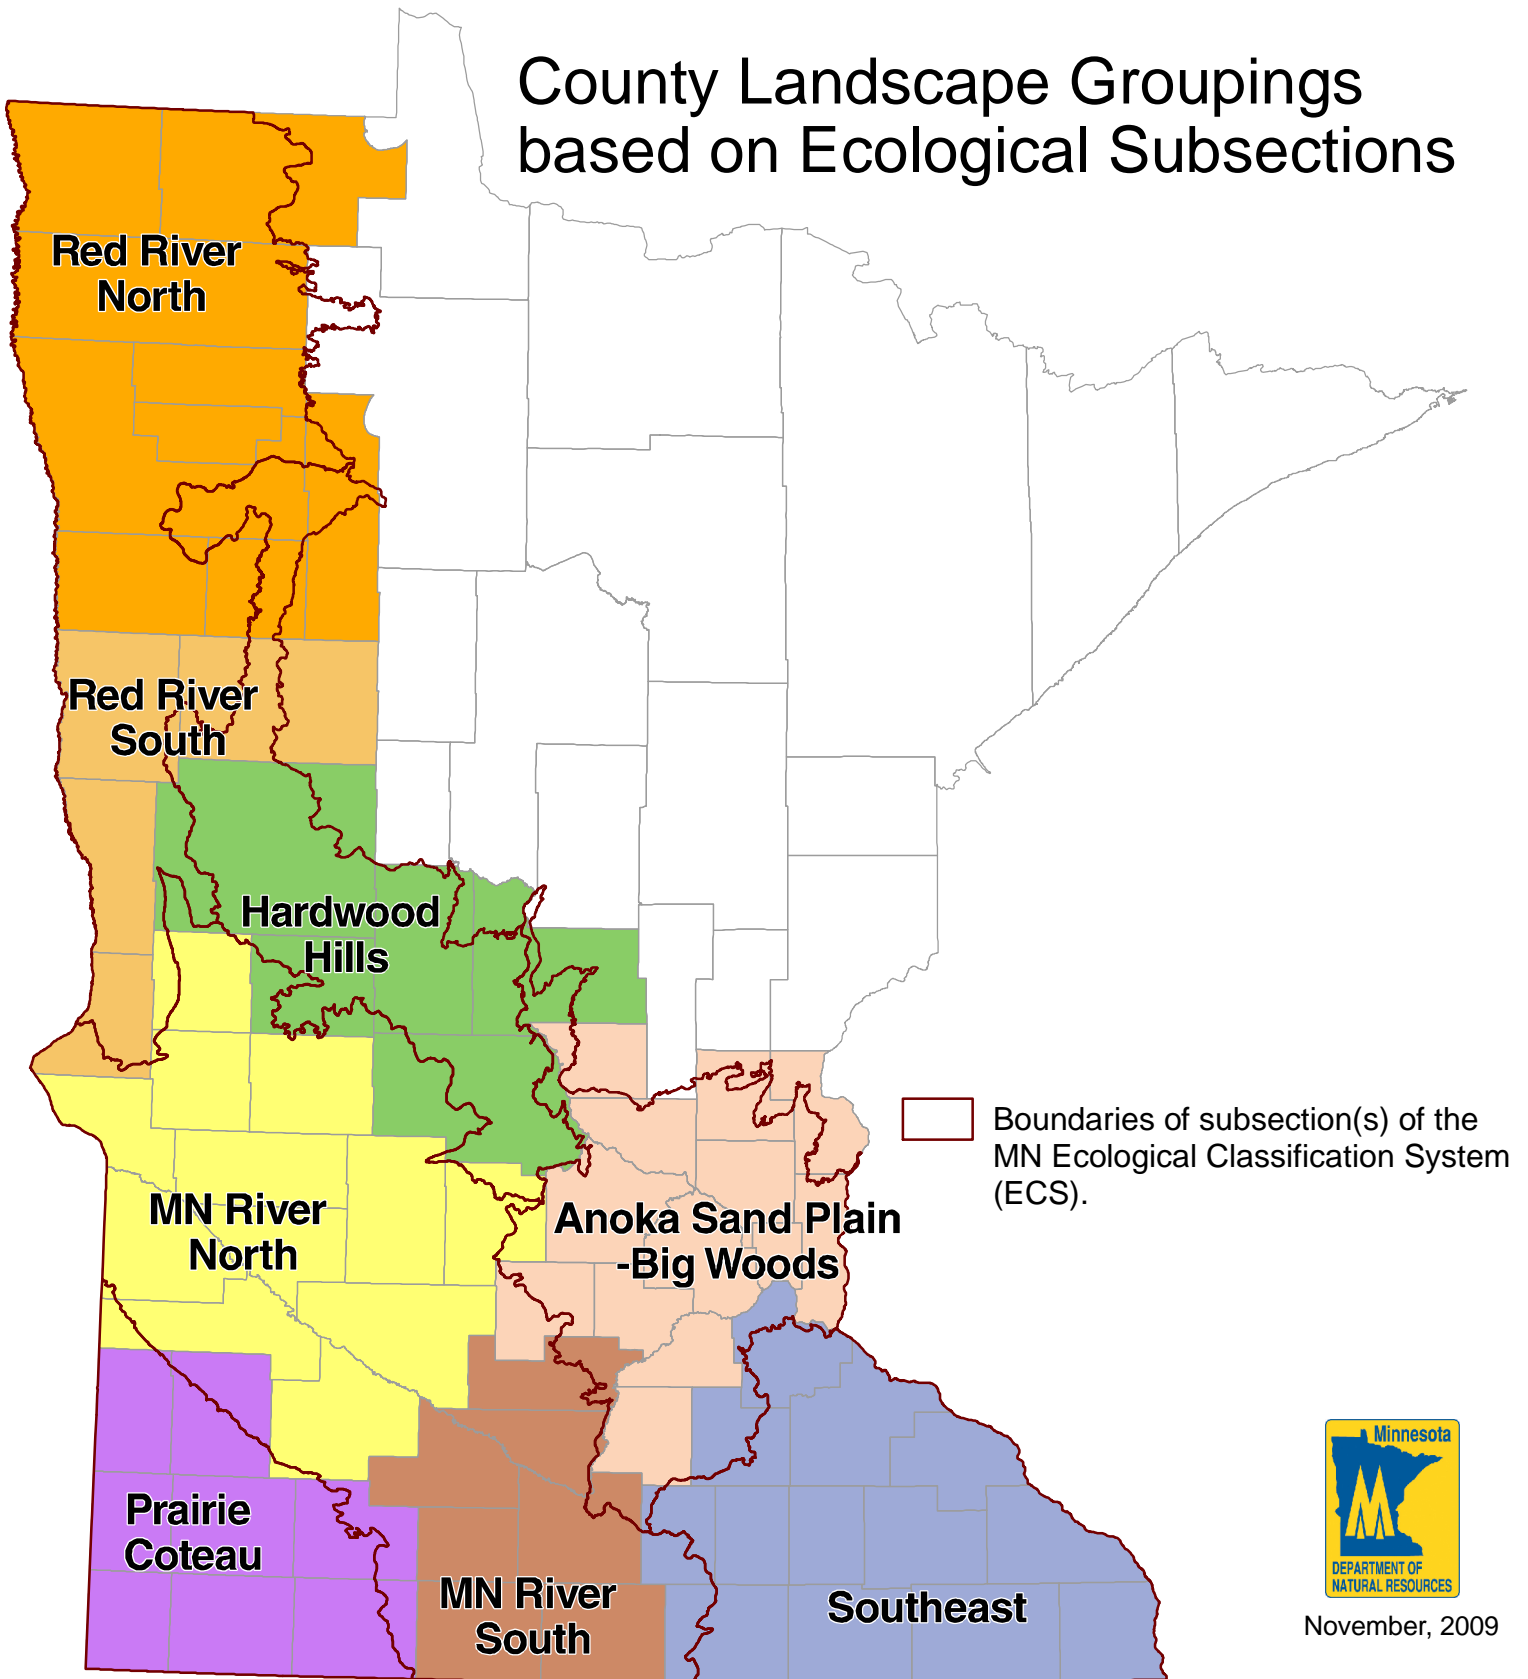 County Landscape Groupings
based on Ecological Subsections
Red River
North
Red River
South
Hardwood
Hills
MN River
North
Anoka Sand Plain
-Big Woods
Boundaries of subsection(s) of the
MN Ecological Classification System
(ECS).
Prairie
Coteau
MN River
South
Southeast
Minnesota
DEPARTMENT OF
NATURAL RESOURCES
November, 2009